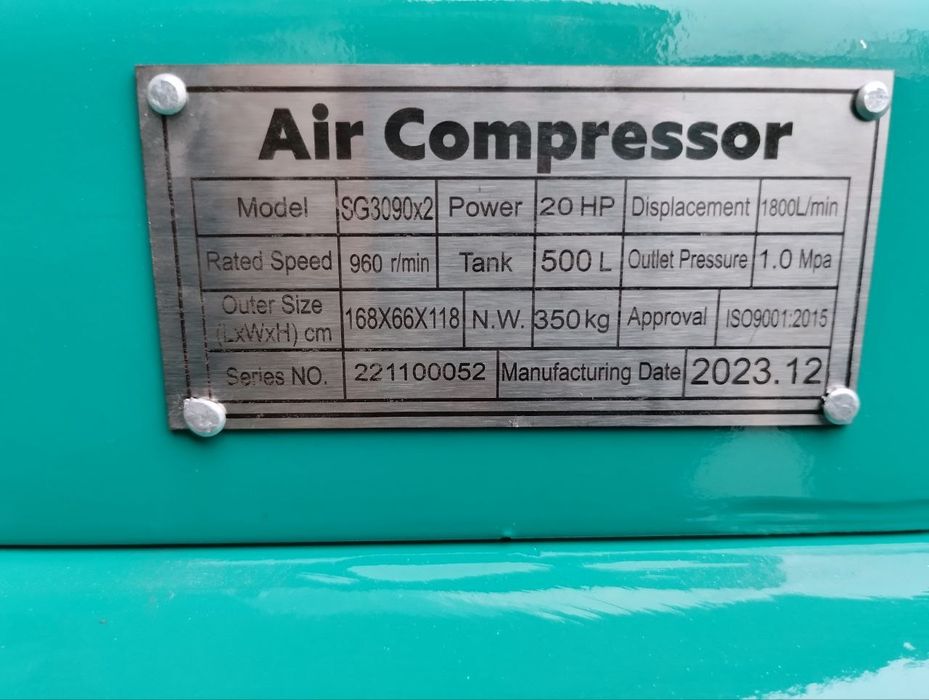 Air Compressor
Model SG3090x2 Power 20 HP Displacement 1800L/min
Rated Speed 960 r/min Tank 500 L Outlet Pressure 1.0 Mpa
Outer Size
(LxWxH) cm 168X66X118 N.W. 350kg Approval ISO9001:2015
Series NO. 221100052 Manufacturing Date 2023.12